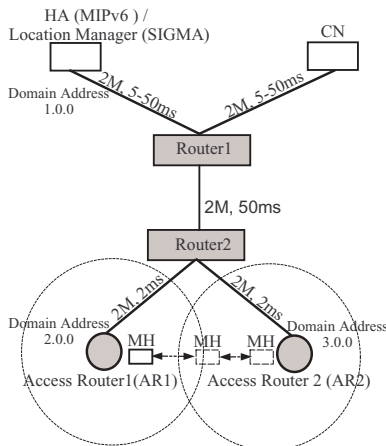 HA (MIPv6 ) /
Location Manager (SIGMA)
CN
2M, 5-50ms
2M, 5-50ms
Domain Address
1.0.0
Router1
2M, 50ms
Router2
2M, 2ms
2M, 2ms
Domain Address
2.0.0
Domain Address
3.0.0
MH
MH
MH
Access Router1(AR1)
Access Router 2 (AR2)